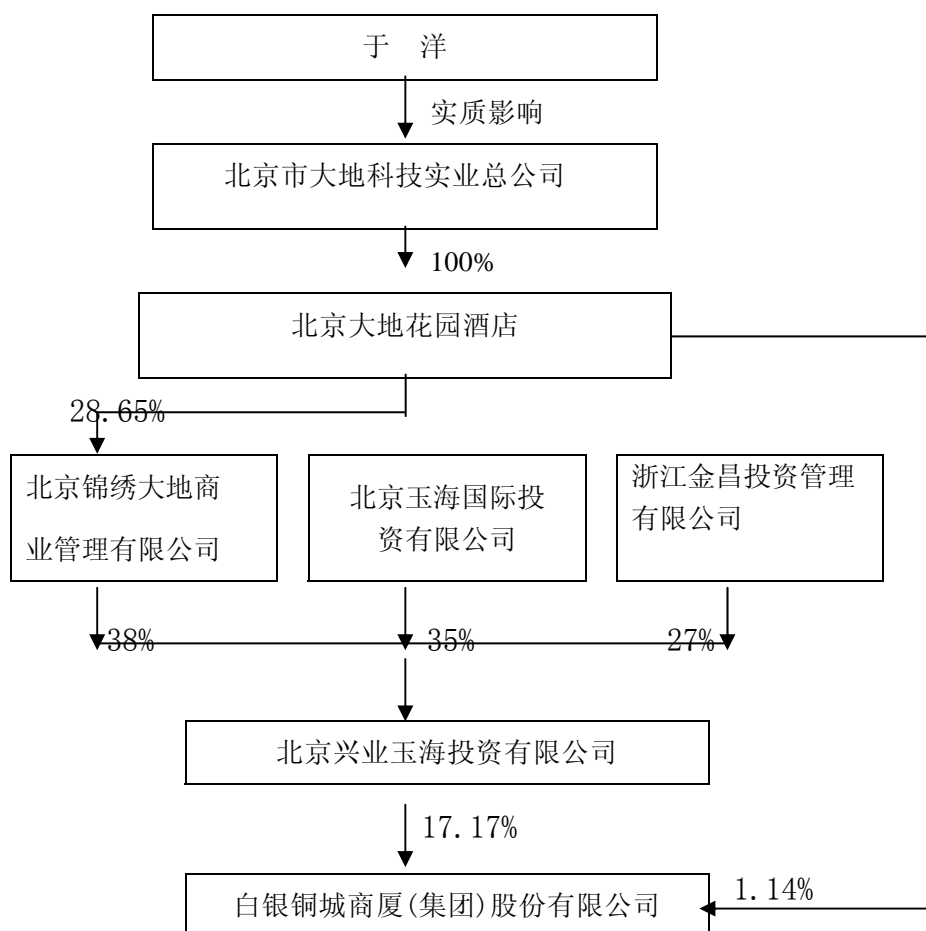 于 洋
实质影响
北京市大地科技实业总公司
100%
北京大地花园酒店
28.65%
北京锦绣大地商
业管理有限公司
北京玉海国际投
资有限公司
浙江金昌投资管理
有限公司
38%
35%
27%
北京兴业玉海投资有限公司
17.17%
白银铜城商厦(集团)股份有限公司
1.14%